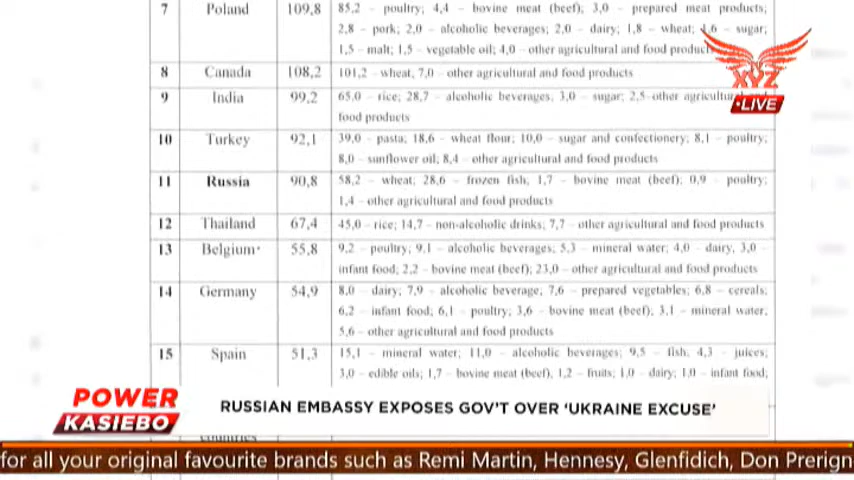 7 Poland 109,8 85,2 – poultry; 4,4 – bovine meat (beef); 3,0 – prepared meat products;
2,8 – pork; 2,0 – alcoholic beverages; 2,0 – dairy; 1,8 – wheat; 1,6 – sugar;
1,5 – malt; 1,5 – vegetable oil; 4,0 – other agricultural and food products
8 Canada 108,2 101,2 – wheat, 7,0 – other agricultural and food products
9 India 99,2 65,0 – rice; 28,7 – alcoholic beverages, 3,0 – sugar; 2,5 other agricultural and
food products
10 Turkey 92,1 39,0 – pasta; 18,6 – wheat flour; 10,0 – sugar and confectionery; 8,1 – poultry;
8,0 – sunflower oil; 8,4 – other agricultural and food products
11 Russia 90,8 58,2 – wheat; 28,6 – frozen fish, 1,7 – bovine meat (beef); 0,9 – poultry;
1,4 – other agricultural and food products
12 Thailand 67,4 45,0 – rice; 14,7 – non-alcoholic drinks; 7,7 – other agricultural and food products
13 Belgium 55,8 9,2 – poultry; 9,1 – alcoholic beverages; 5,3 – mineral water; 4,0 – dairy, 3,0 –
infant food; 2,2 – bovine meat (beef); 23,0 – other agricultural and food products
14 Germany 54,9 8,0 – dairy; 7,9 – alcoholic beverage; 7,6 – prepared vegetables; 6,8 – cereals;
6,2 – infant food; 6,1 – poultry; 3,6 – bovine meat (beef); 3,1 – mineral water;
5,6 – other agricultural and food products
15 Spain 51,3 15,1 – mineral water; 11,0 – alcoholic beverages; 9,5 – fish, 4,3 – juices;
3,0 – edible oils; 1,7 – bovine meat (beef), 1,2 – fruits; 1,0 – dairy; 1,0 – infant food;
XYZ
LIVE
POWER
KASIEBO
RUSSIAN EMBASSY EXPOSES GOV'T OVER 'UKRAINE EXCUSE'
countries
for all your original favourite brands such as Remi Martin, Hennesy, Glenfidich, Don Prerign